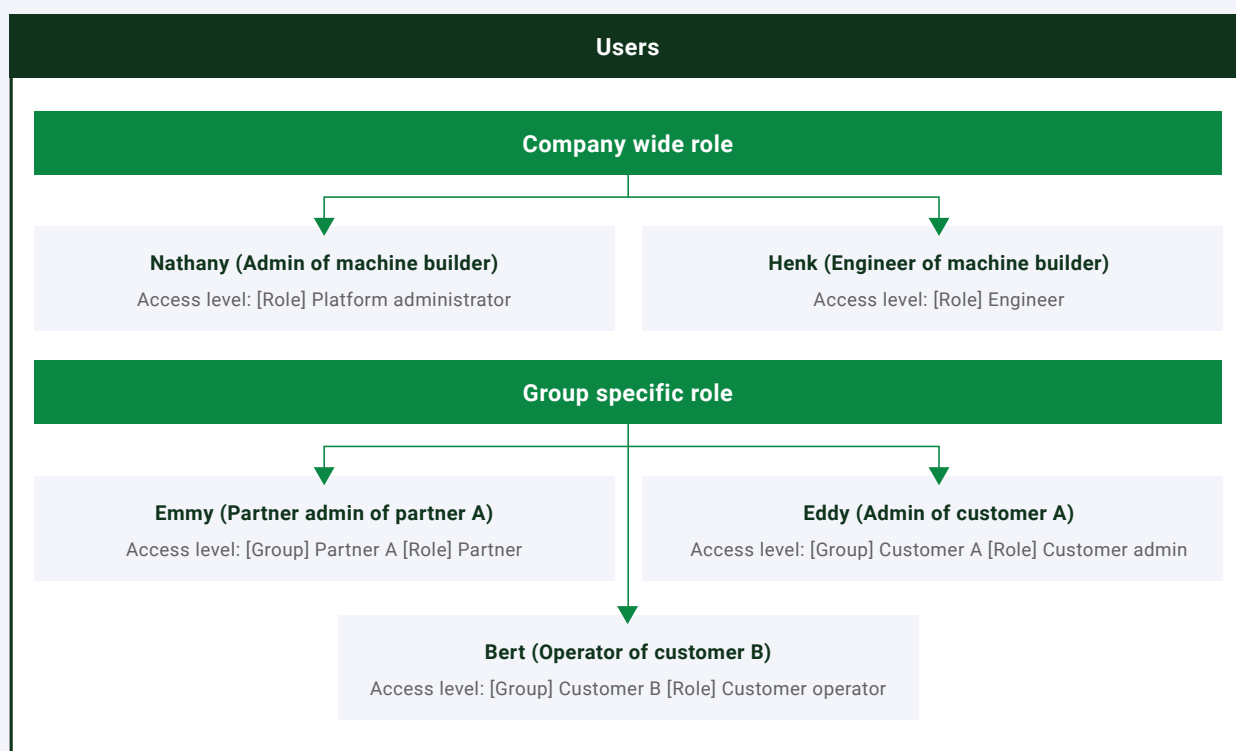 Users
Company wide role
Nathany (Admin of machine builder)
Access level: [Role] Platform administrator
Henk (Engineer of machine builder)
Access level: [Role] Engineer
Group specific role
Emmy (Partner admin of partner A)
Access level: [Group] Partner A [Role] Partner
Eddy (Admin of customer A)
Access level: [Group] Customer A [Role] Customer admin
Bert (Operator of customer B)
Access level: [Group] Customer B [Role] Customer operator